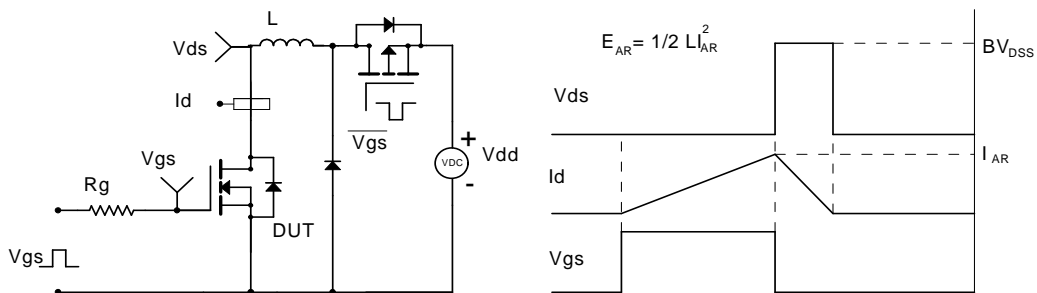 L
Vds
Id
Vgs
Vgs
Rg
DUT
Vgs
VDC
+
-
Vdd
E_AR = 1/2 LI_AR^2
BV_DSS
Vds
I_AR
Id
Vgs